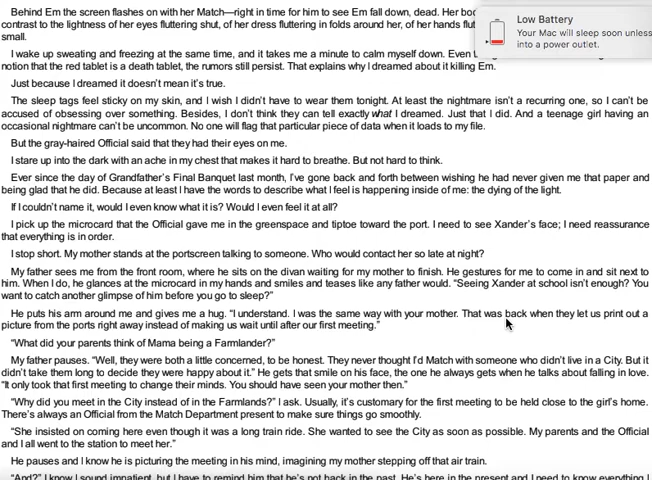 Behind Em the screen flashes on with her Match—right in time for me to see Em fall down, dead. Her bo
contrast to the lightness of her eyes fluttering shut, of her dress fluttering in folds around her, of her hands flut
small.
Low Battery
Your Mac will sleep soon unless
into a power outlet.
I wake up sweating and freezing at the same time, and it takes me a minute to calm myself down. Even
notion that the red tablet is a death tablet, the rumors still persist. That explains why I dreamed about it killing Em.
Just because I dreamed it doesn't mean it's true.
The sleep tags feel sticky on my skin, and I wish I didn't have to wear them tonight. At least the nightmare isn't a recurring one, so I can't be
accused of obsessing over something. Besides, I don't think they can tell exactly what I dreamed. Just that I did. And a teenage girl having an
occasional nightmare can't be uncommon. No one will flag that particular piece of data when it loads to my file.
But the gray-haired Official said that they had their eyes on me.
I stare up into the dark with an ache in my chest that makes it hard to breathe. But not hard to think.
Ever since the day of Grandfather's Final Banquet last month, I've gone back and forth between wishing he had never given me that paper and
being glad that he did. Because at least I have the words to describe what I feel is happening inside of me: the dying of the light.
If I couldn't name it, would I even know what it is? Would I even feel it at all?
I pick up the microcard that the Official gave me in the greenspace and tiptoe toward the port. I need to see Xander's face; I need reassurance
that everything is in order.
I stop short. My mother stands at the portscreen talking to someone. Who would contact her so late at night?
My father sees me from the front room, where he sits on the divan waiting for my mother to finish. He gestures for me to come in and sit next to
him. When I do, he glances at the microcard in my hands and smiles and teases like any father would. “Seeing Xander at school isn't enough? You
want to catch another glimpse of him before you go to sleep?”
He puts his arm around me and gives me a hug. “I understand. I was the same way with your mother. That was back when they let us print out a
picture from the ports right away instead of making us wait until after our first meeting.”
“What did your parents think of Mama being a Farmlander?”
My father pauses. “Well, they were both a little concerned, to be honest. They never thought I'd Match with someone who didn't live in a City. But it
didn't take them long to decide they were happy about it.” He gets that smile on his face, the one he always gets when he talks about falling in love.
“It only took that first meeting to change their minds. You should have seen your mother then.”
“Why did you meet in the City instead of in the Farmlands?” I ask. Usually, it's customary for the first meeting to be held close to the girl's home.
There's always an Official from the Match Department present to make sure things go smoothly.
“She insisted on coming here even though it was a long train ride. She wanted to see the City as soon as possible. My parents and the Official
and I all went to the station to meet her.”
He pauses and I know he is picturing the meeting in his mind, imagining my mother stepping off that air train.
“And?” I know I sound impatient, but I have to remind him that he's not back in the past. He's here in the present and I need to know everything I